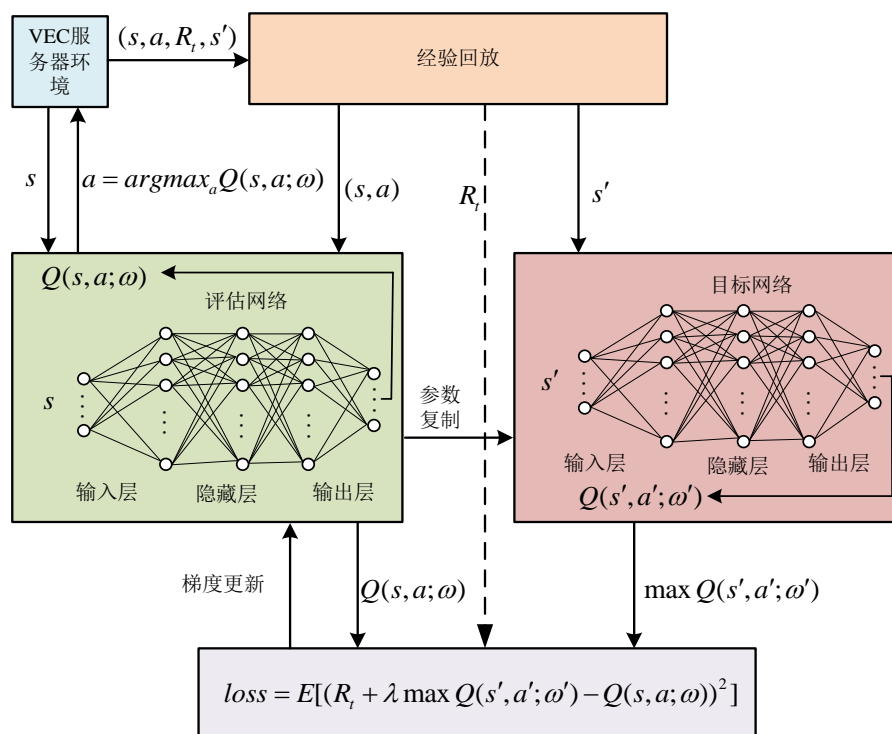 VEC服
务器环
境
(s,a,R_t,s′)
经验回放
s
a = argmax_a Q(s,a;ω)
(s,a)
R_t
s′
Q(s,a;ω)
评估网络
s
输入层
隐藏层
输出层
参数
复制
目标网络
s′
输入层
隐藏层
输出层
Q(s′,a′;ω′)
梯度更新
Q(s,a;ω)
max Q(s′,a′;ω′)
loss = E[(R_t + λ max Q(s′,a′;ω′) − Q(s,a;ω))²]